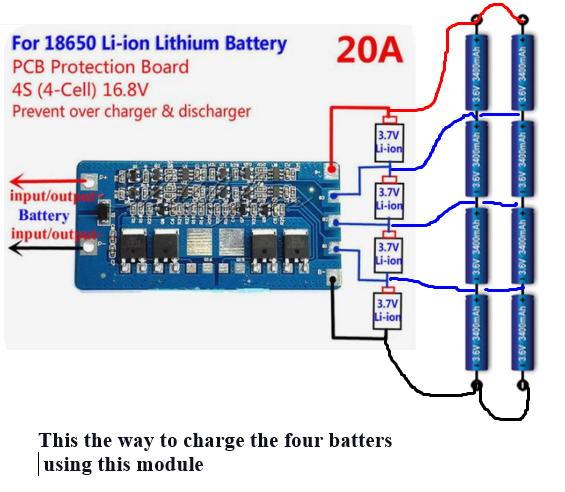 For 18650 Li-ion Lithium Battery
20A
PCB Protection Board
4S (4-Cell) 16.8V
Prevent over charger & discharger
input/output
Battery
input/output
3.7V
Li-ion
3.7V
Li-ion
3.7V
Li-ion
3.7V
Li-ion
3.6V 3400mAh
3.6V 3400mAh
3.6V 3400mAh
3.6V 3400mAh
3.6V 3400mAh
3.6V 3400mAh
3.6V 3400mAh
3.6V 3400mAh
This the way to charge the four batters
using this module